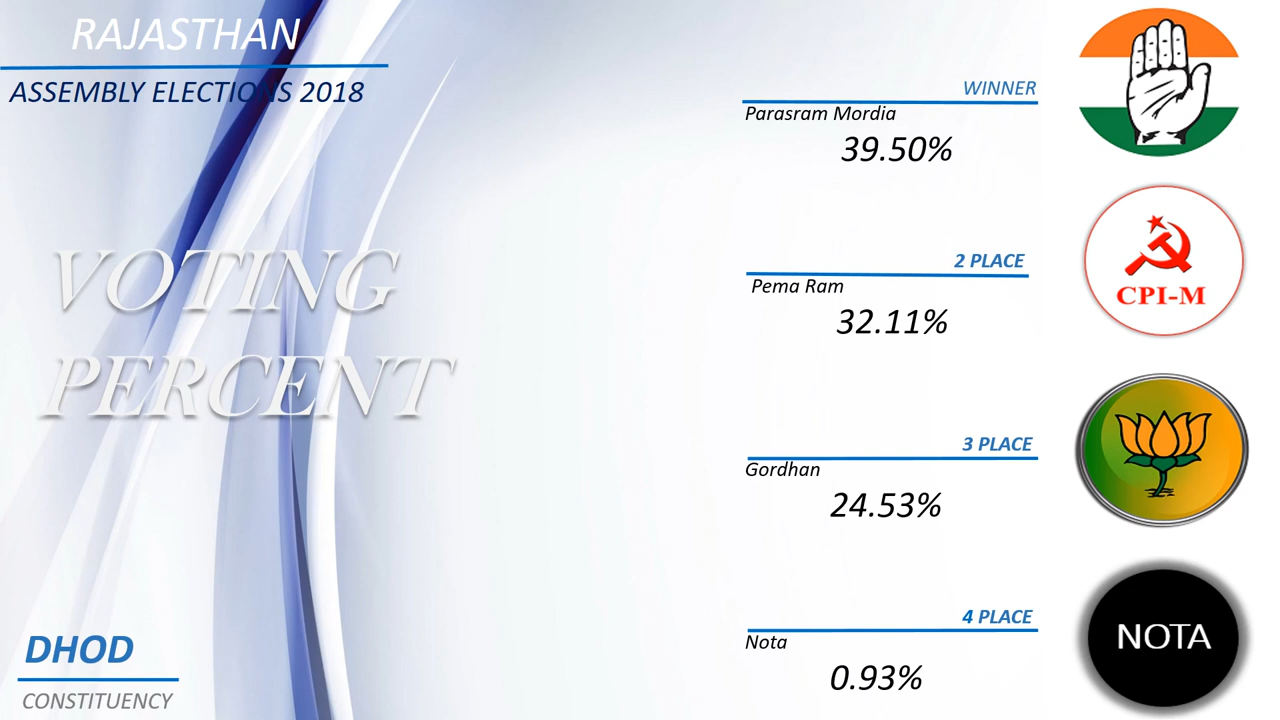 RAJASTHAN
ASSEMBLY ELECTIONS 2018
VOTING
PERCENT
DHOD
CONSTITUENCY
WINNER
Parasram Mordia
39.50%
2 PLACE
Pema Ram
32.11%
CPI-M
3 PLACE
Gordhan
24.53%
4 PLACE
Nota
0.93%
NOTA